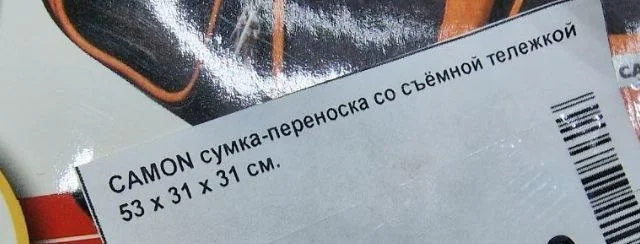 CAMON сумка-переноска со съёмной тележкой
53 x 31 x 31 см.